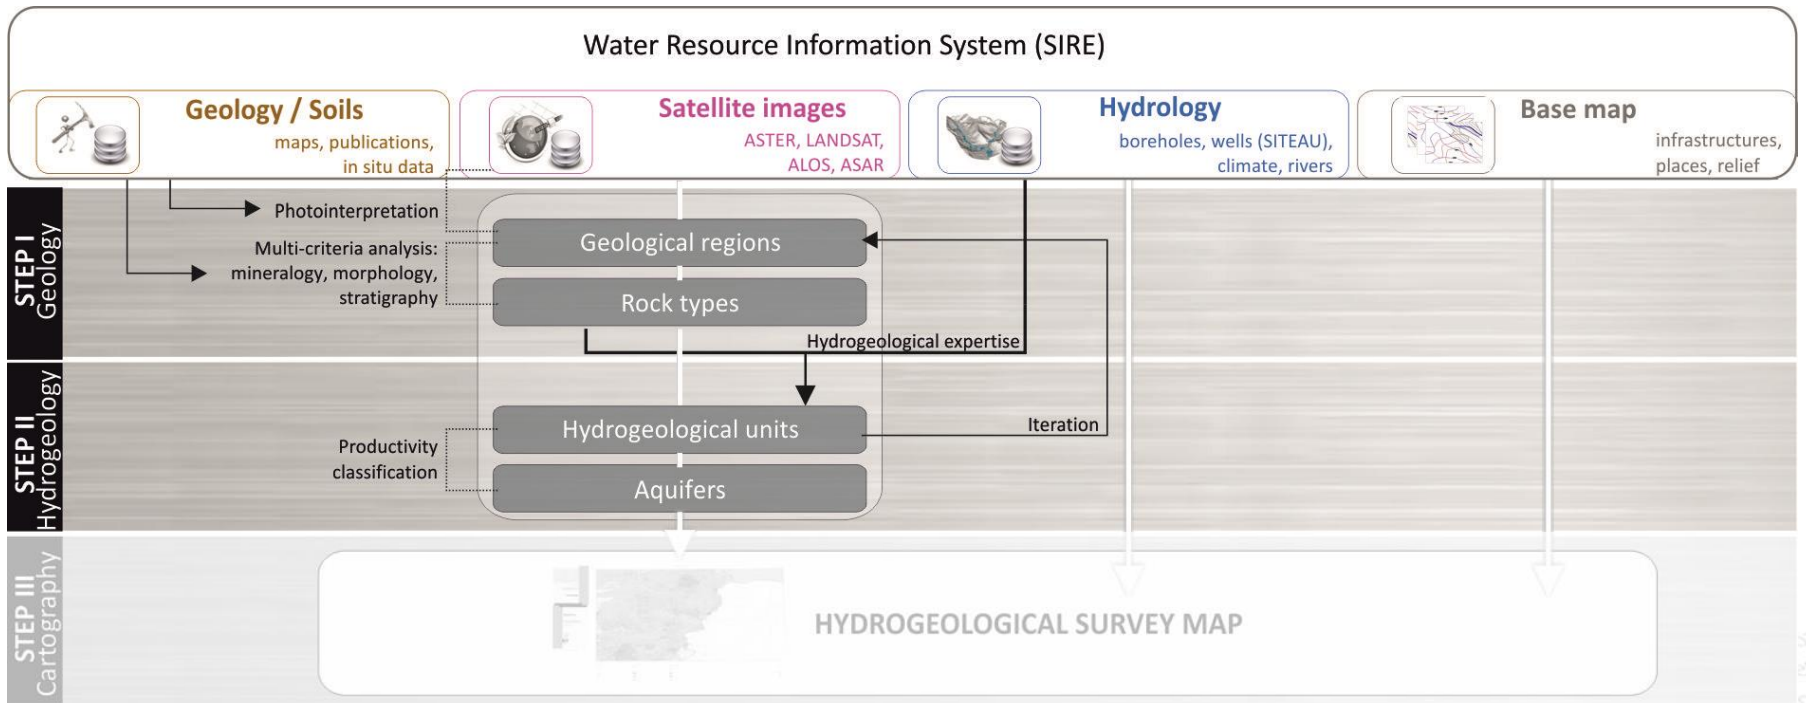 Water Resource Information System (SIRE)
Geology / Soils
maps, publications,
in situ data
Satellite images
ASTER, LANDSAT,
ALOS, ASAR
Hydrology
boreholes, wells (SITEAU),
climate, rivers
Base map
infrastructures,
places, relief
STEP I
Geology
Photointerpretation
Multi-criteria analysis:
mineralogy, morphology,
stratigraphy
Geological regions
Rock types
Hydrogeological expertise
STEP II
Hydrogeology
Productivity
classification
Hydrogeological units
Aquifers
Iteration
STEP III
Cartography
HYDROGEOLOGICAL SURVEY MAP